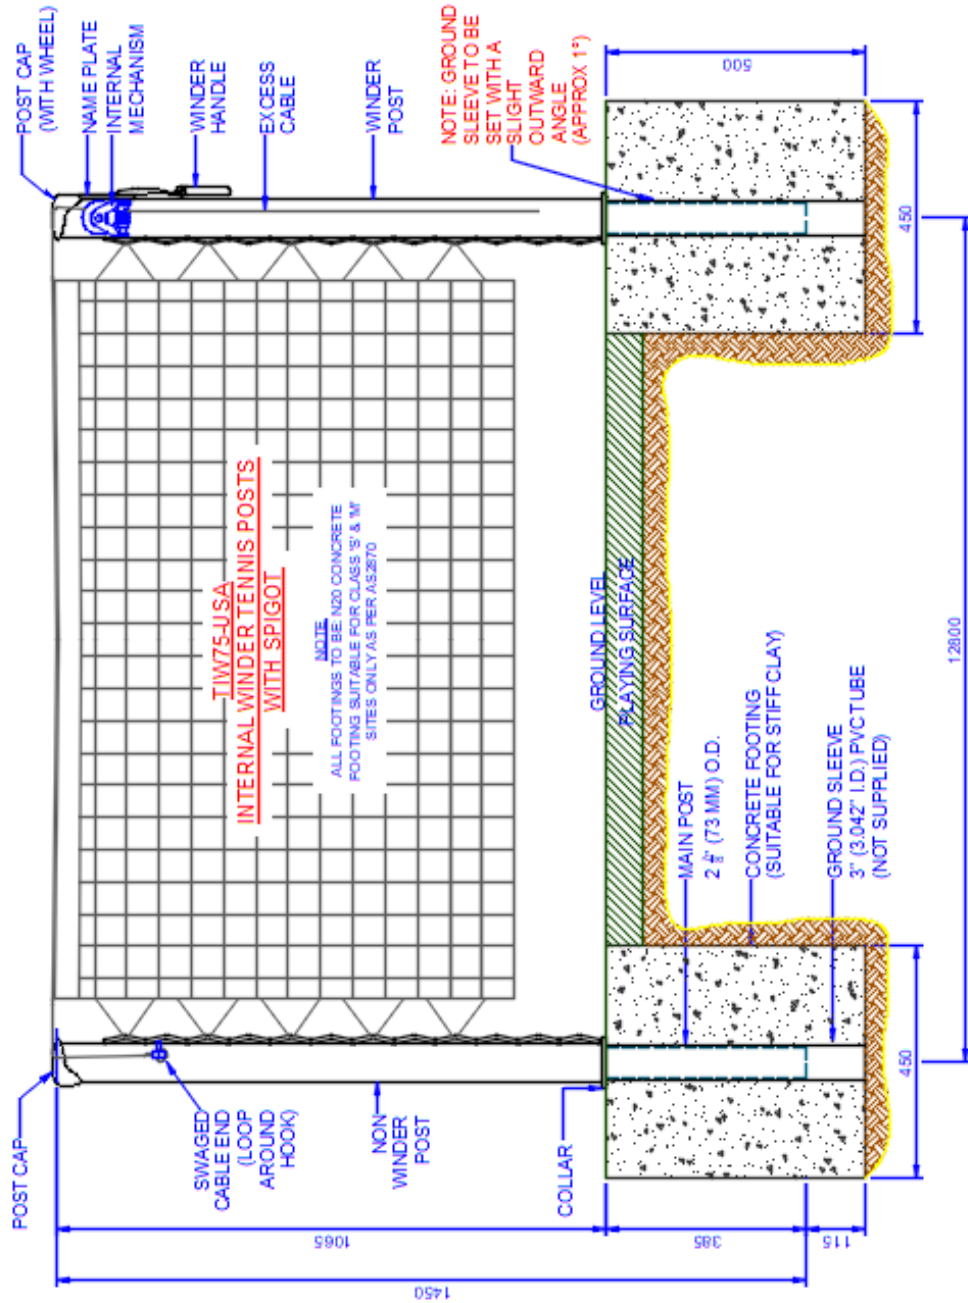 POST CAP
(WITH WHEEL)
NAME PLATE
INTERNAL
MECHANISM
WINDER
HANDLE
EXCESS
CABLE
WINDER
POST
NOTE: GROUND
SLEEVE TO BE
SET WITH A
SLIGHT
OUTWARD
ANGLE
(APPROX 1°)
500
450
TIW75-USA
INTERNAL WINDER TENNIS POSTS
WITH SPIGOT
NOTE
ALL FOOTINGS TO BE: N20 CONCRETE
FOOTING SUITABLE FOR CLASS 'S' & 'M'
SITES ONLY AS PER AS2870
GROUND LEVEL
PLAYING SURFACE
12800
MAIN POST
(73 MM) O.D.
CONCRETE FOOTING
(SUITABLE FOR STIFF CLAY)
GROUND SLEEVE
3" (3.042" I.D.) PVC TUBE
(NOT SUPPLIED)
POST CAP
SWAGED
CABLE END
(LOOP
AROUND
HOOK)
NON
WINDER
POST
COLLAR
450
1065
385
115
1450